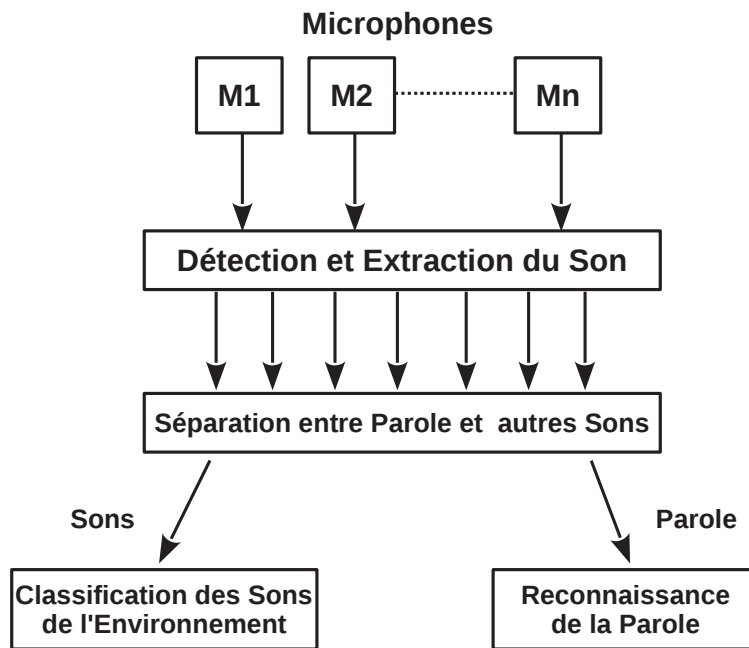 Microphones
M1 M2 Mn
Détection et Extraction du Son
Séparation entre Parole et autres Sons
Sons
Parole
Classification des Sons
de l'Environnement
Reconnaissance
de la Parole